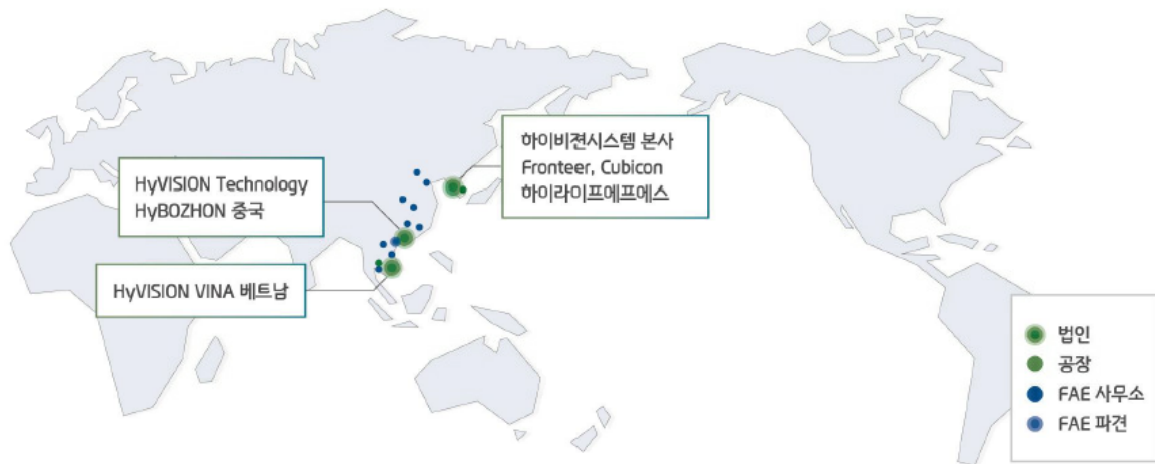 하이비젼시스템 본사
Fronteer, Cubicon
하이라이프에프에스
HyVISION Technology
HyBOZHON 중국
HyVISION VINA 베트남
법인
공장
FAE 사무소
FAE 파견